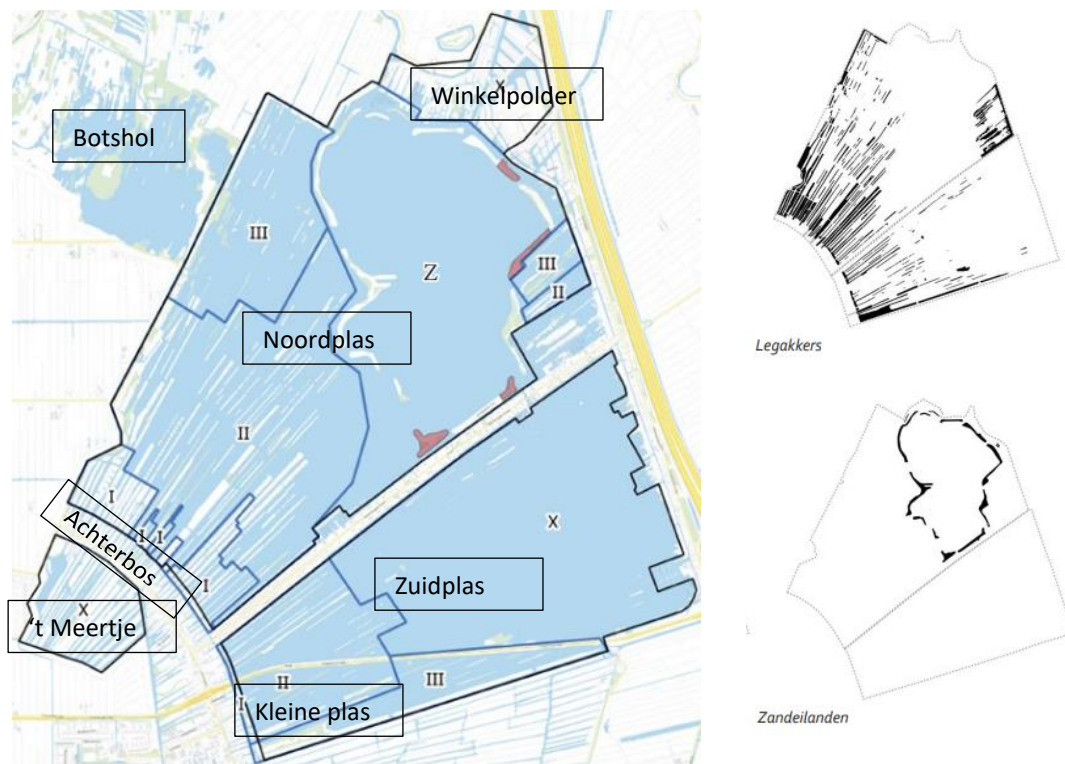 Winkelpolder
X
Botshol
III
Z
III
II
Noordplas
II
I
I
I
I
Achterbos
X
X
't Meertje
Zuidplas
II
III
I
Kleine plas
Legakkers
Zandeilanden